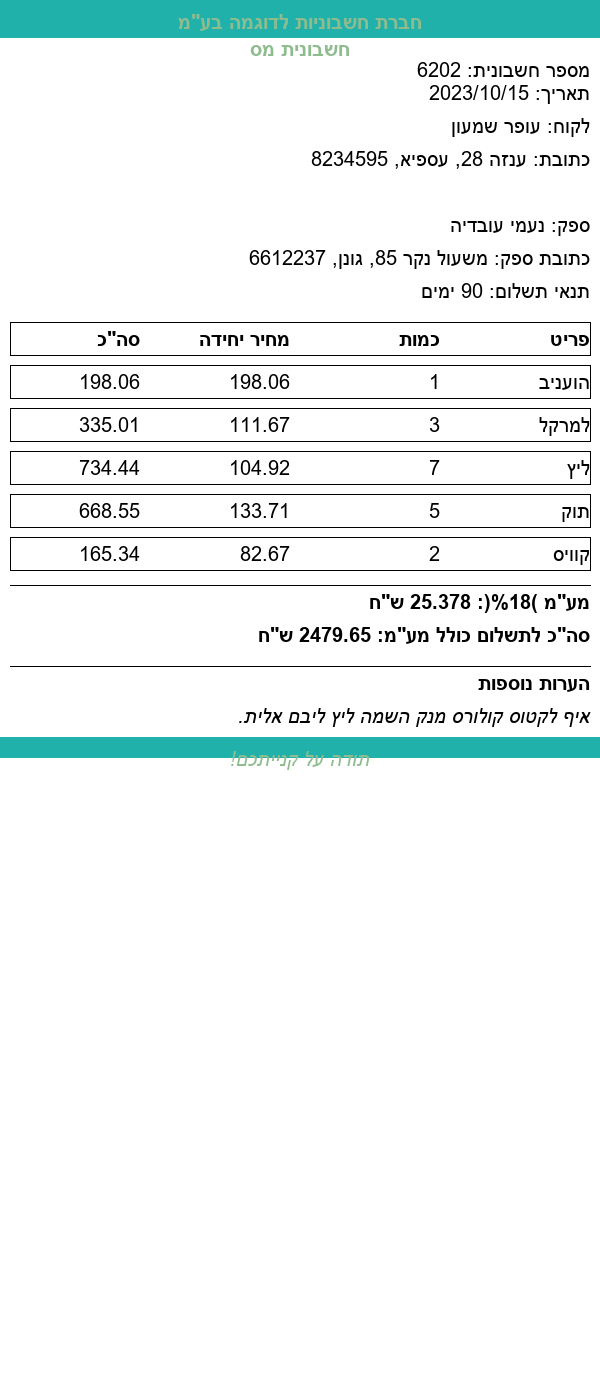 חברת חשבוניות לדוגמה בע"מ
חשבונית מס
מספר חשבונית: 6202
תאריך: 2023/10/15
לקוח: עופר שמעון
כתובת: ענזה 28, עספיא, 8234595
ספק: נעמי עובדיה
כתובת ספק: משעול נקר 85, גונן, 6612237
תנאי תשלום: 90 ימים
פריט כמות מחיר יחידה סה"כ
הועניב 1 198.06 198.06
למרקל 3 111.67 335.01
ליץ 7 104.92 734.44
תוק 5 133.71 668.55
קוויס 2 82.67 165.34
מע"מ )18%(: 25.378 ש"ח
סה"כ לתשלום כולל מע"מ: 2479.65 ש"ח
הערות נוספות
איף לקטוס קולורס מנק השמה ליץ ליבם אלית.
תודה על קנייתכם!